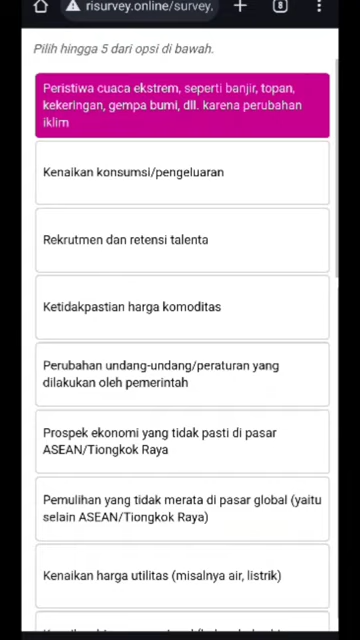 risurvey.online/survey.
8
Pilih hingga 5 dari opsi di bawah.
Peristiwa cuaca ekstrem, seperti banjir, topan,
kekeringan, gempa bumi, dll. karena perubahan
iklim
Kenaikan konsumsi/pengeluaran
Rekrutmen dan retensi talenta
Ketidakpastian harga komoditas
Perubahan undang-undang/peraturan yang
dilakukan oleh pemerintah
Prospek ekonomi yang tidak pasti di pasar
ASEAN/Tiongkok Raya
Pemulihan yang tidak merata di pasar global (yaitu
selain ASEAN/Tiongkok Raya)
Kenaikan harga utilitas (misalnya air, listrik)